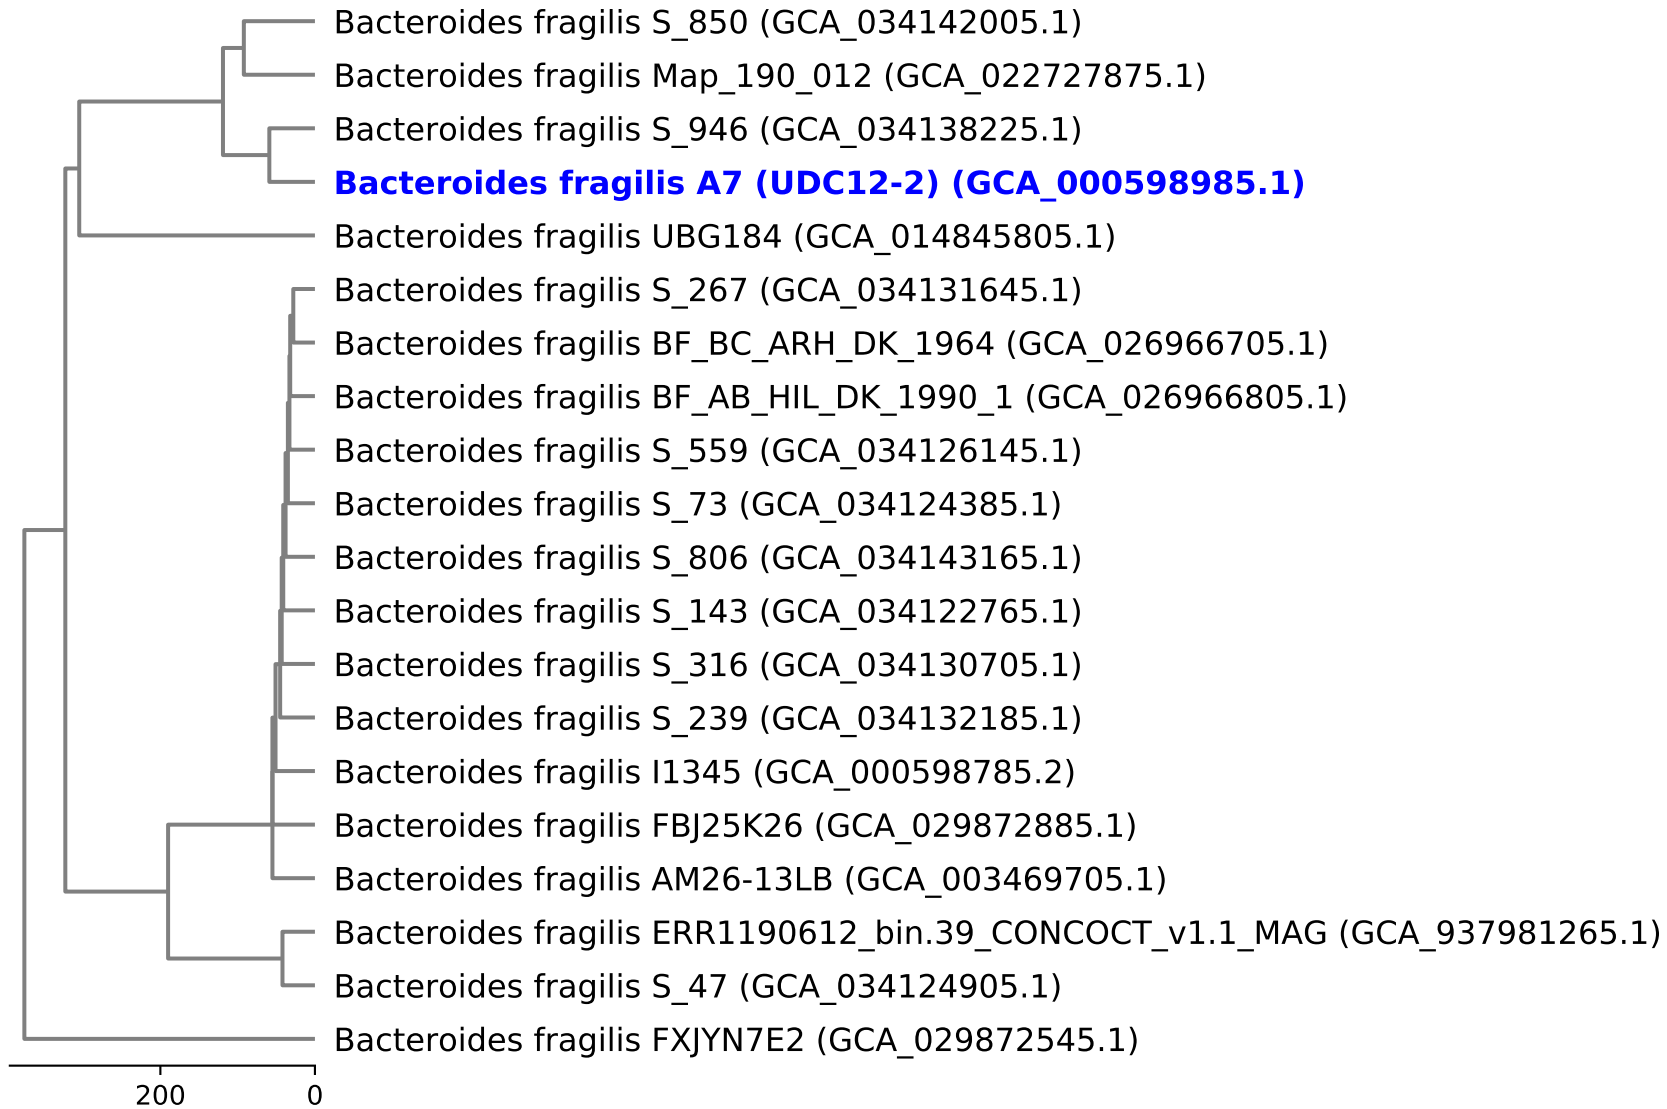 Bacteroides fragilis S_850 (GCA_034142005.1)
Bacteroides fragilis Map_190_012 (GCA_022727875.1)
Bacteroides fragilis S_946 (GCA_034138225.1)
Bacteroides fragilis A7 (UDC12-2) (GCA_000598985.1)
Bacteroides fragilis UBG184 (GCA_014845805.1)
Bacteroides fragilis S_267 (GCA_034131645.1)
Bacteroides fragilis BF_BC_ARH_DK_1964 (GCA_026966705.1)
Bacteroides fragilis BF_AB_HIL_DK_1990_1 (GCA_026966805.1)
Bacteroides fragilis S_559 (GCA_034126145.1)
Bacteroides fragilis S_73 (GCA_034124385.1)
Bacteroides fragilis S_806 (GCA_034143165.1)
Bacteroides fragilis S_143 (GCA_034122765.1)
Bacteroides fragilis S_316 (GCA_034130705.1)
Bacteroides fragilis S_239 (GCA_034132185.1)
Bacteroides fragilis I1345 (GCA_000598785.2)
Bacteroides fragilis FBJ25K26 (GCA_029872885.1)
Bacteroides fragilis AM26-13LB (GCA_003469705.1)
Bacteroides fragilis ERR1190612_bin.39_CONCOCT_v1.1_MAG (GCA_937981265.1)
Bacteroides fragilis S_47 (GCA_034124905.1)
Bacteroides fragilis FXJYN7E2 (GCA_029872545.1)
200 0